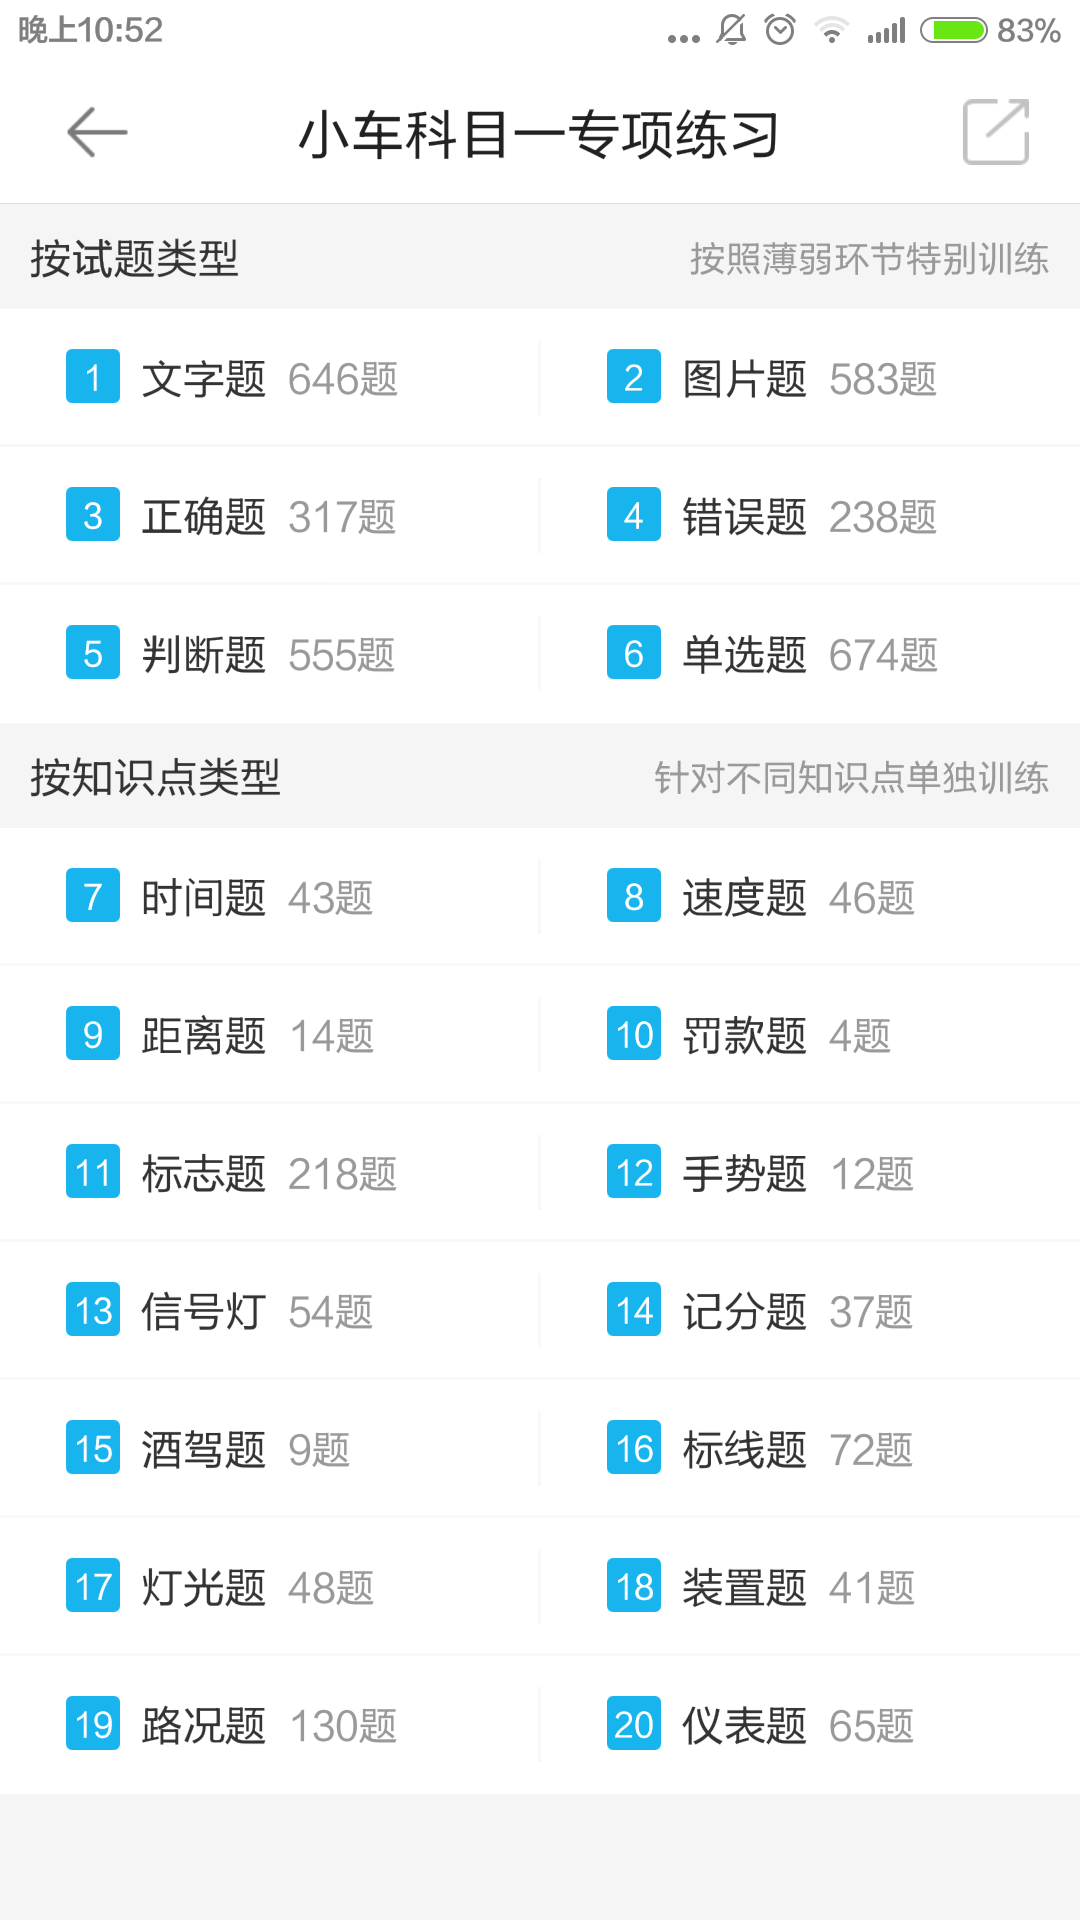 晚上10:52 ... 83%
小车科目一专项练习
按试题类型 按照薄弱环节特别训练
1 文字题 646题 2 图片题 583题
3 正确题 317题 4 错误题 238题
5 判断题 555题 6 单选题 674题
按知识点类型 针对不同知识点单独训练
7 时间题 43题 8 速度题 46题
9 距离题 14题 10 罚款题 4题
11 标志题 218题 12 手势题 12题
13 信号灯 54题 14 记分题 37题
15 酒驾题 9题 16 标线题 72题
17 灯光题 48题 18 装置题 41题
19 路况题 130题 20 仪表题 65题